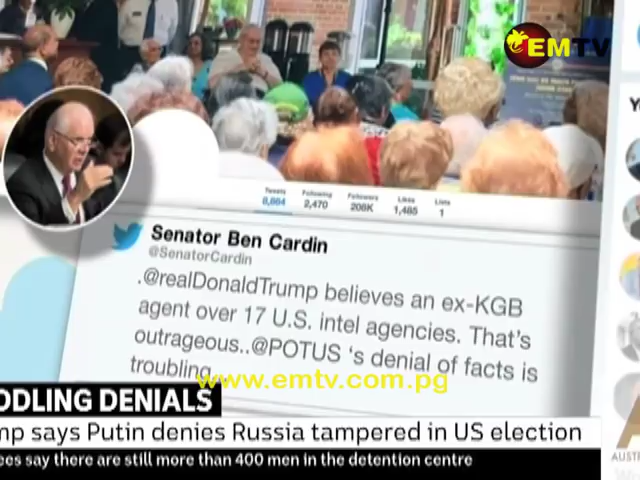 EMTV
Tweets Following Followers Likes Lists
8,664 2,470 208K 1,485 1
Senator Ben Cardin
@SenatorCardin
.@realDonaldTrump believes an ex-KGB
agent over 17 U.S. intel agencies. That's
outrageous..@POTUS 's denial of facts is
troubling
www.emtv.com.pg
ODLING DENIALS
mp says Putin denies Russia tampered in US election
ees say there are still more than 400 men in the detention centre
AUST